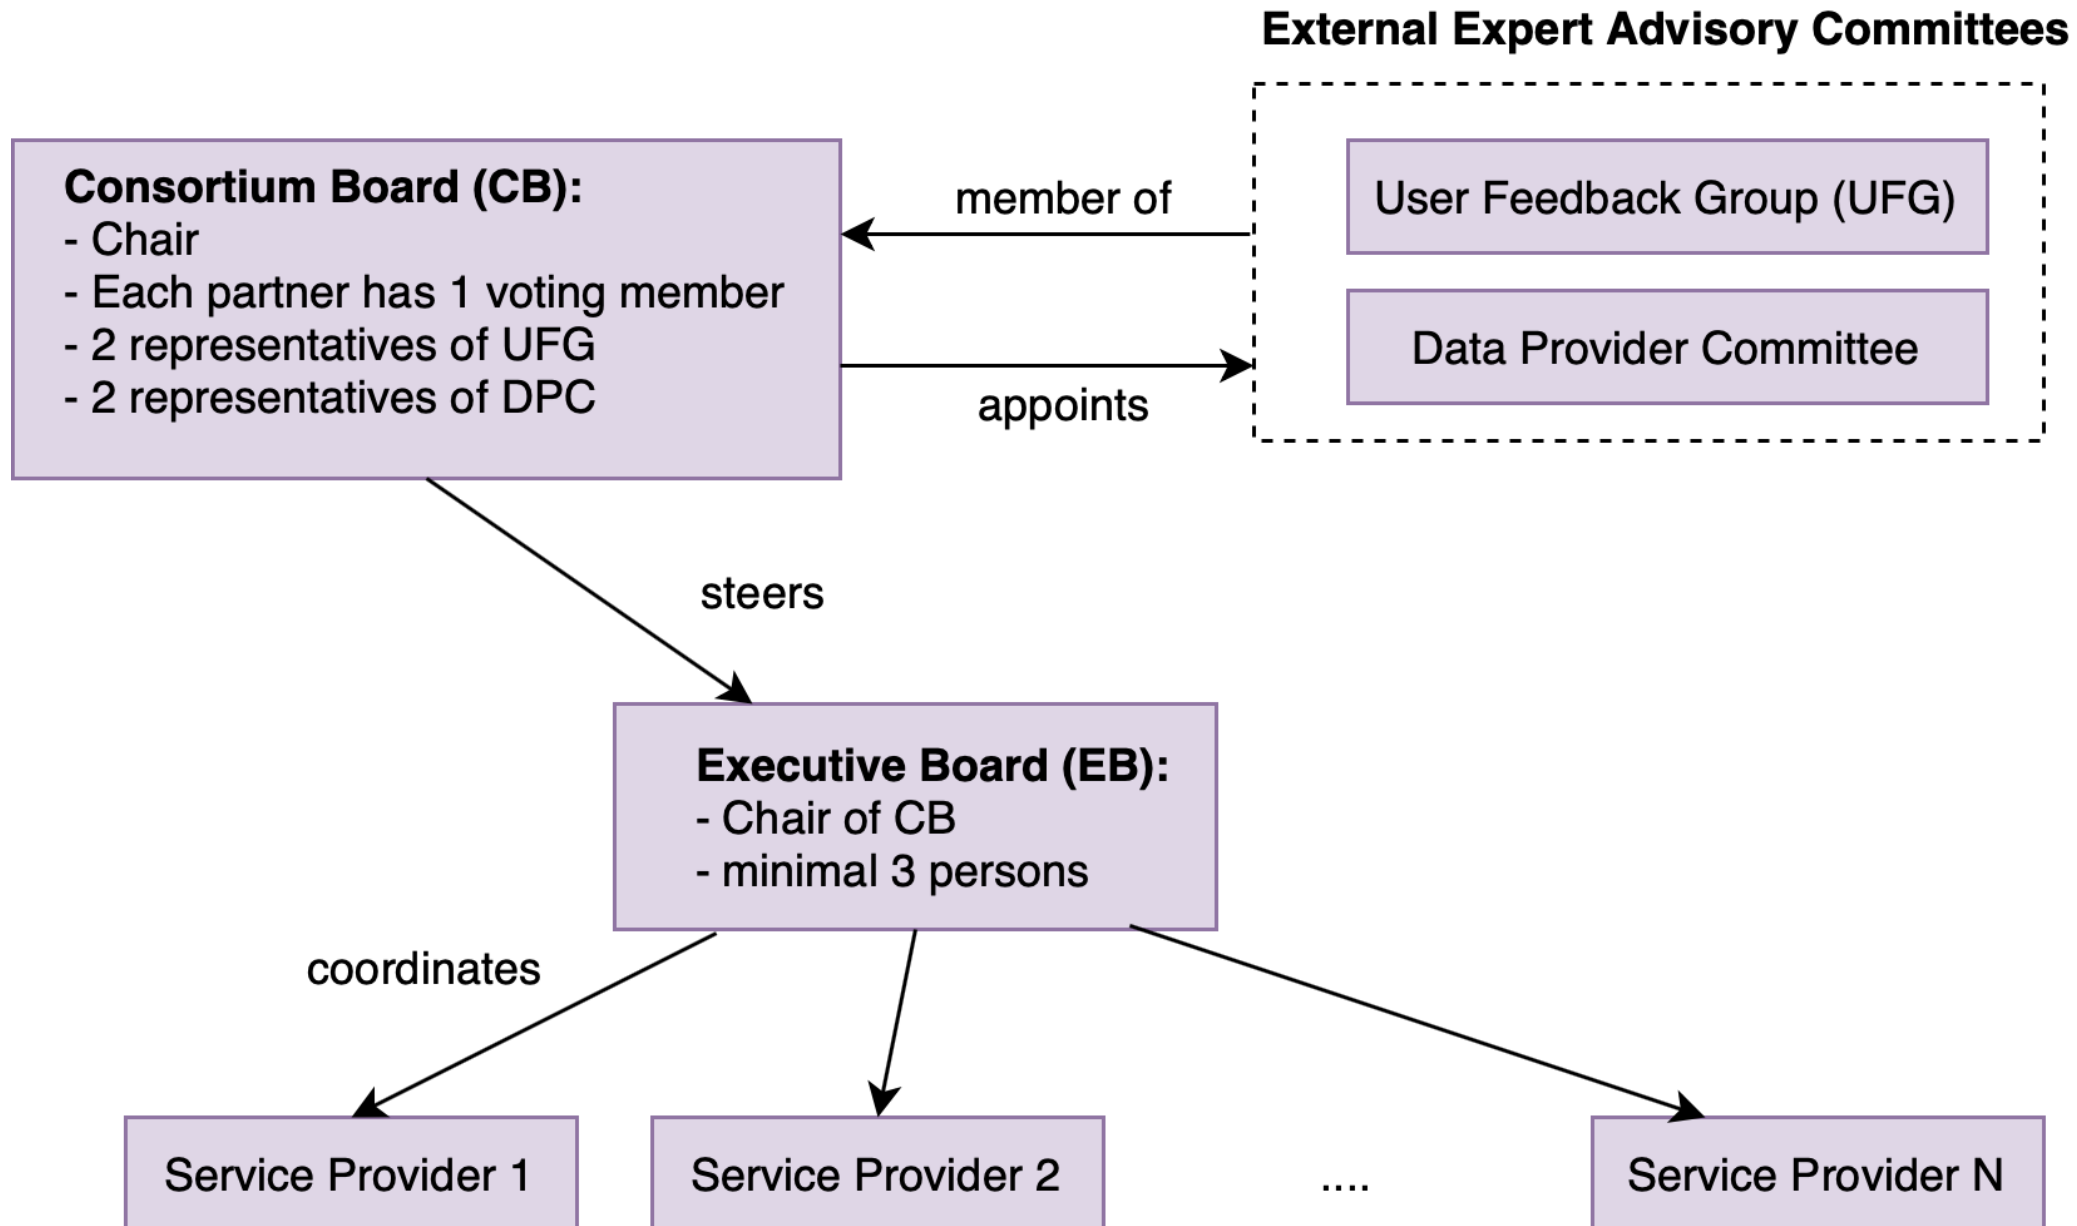 External Expert Advisory Committees
Consortium Board (CB):
- Chair
- Each partner has 1 voting member
- 2 representatives of UFG
- 2 representatives of DPC
member of
appoints
User Feedback Group (UFG)
Data Provider Committee
steers
Executive Board (EB):
- Chair of CB
- minimal 3 persons
coordinates
Service Provider 1
Service Provider 2
....
Service Provider N